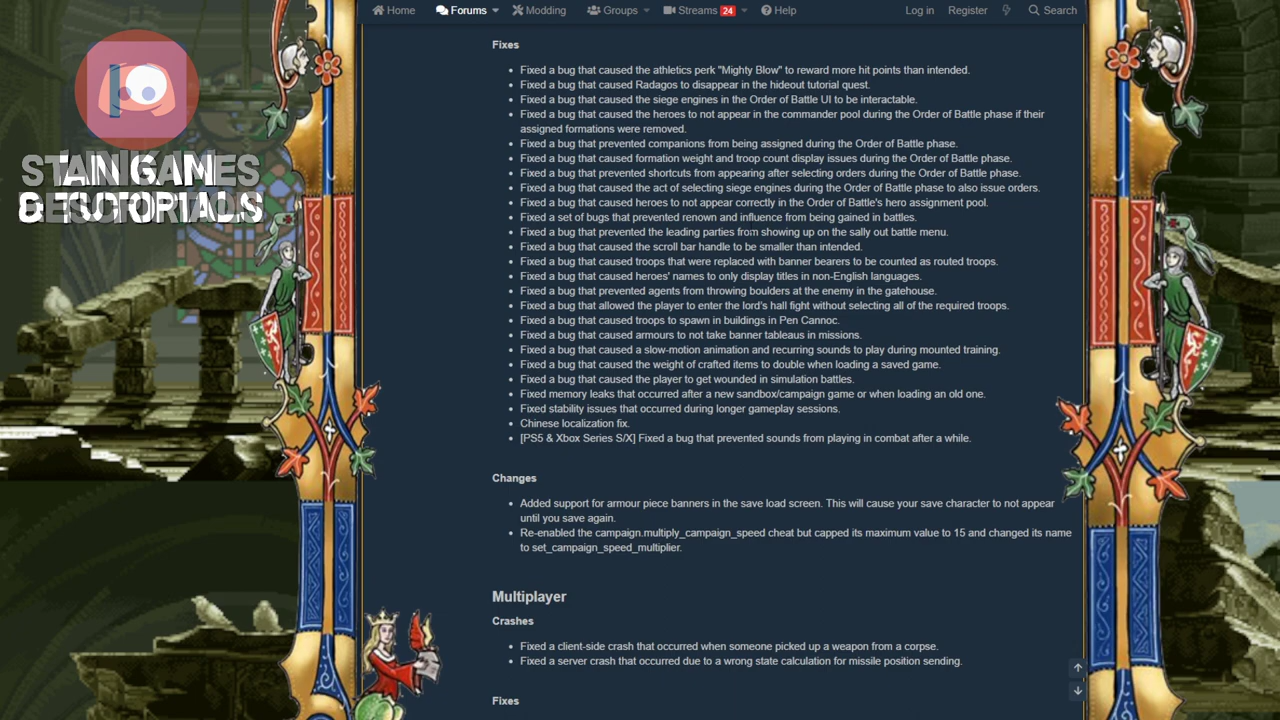 Home Forums Modding Groups Streams 24 Help Log in Register Search
Fixes
Fixed a bug that caused the athletics perk "Mighty Blow" to reward more hit points than intended.
Fixed a bug that caused Radagos to disappear in the hideout tutorial quest.
Fixed a bug that caused the siege engines in the Order of Battle UI to be interactable.
Fixed a bug that caused the heroes to not appear in the commander pool during the Order of Battle phase if their
assigned formations were removed.
Fixed a bug that prevented companions from being assigned during the Order of Battle phase.
Fixed a bug that caused formation weight and troop count display issues during the Order of Battle phase.
Fixed a bug that prevented shortcuts from appearing after selecting orders during the Order of Battle phase.
Fixed a bug that caused the act of selecting siege engines during the Order of Battle phase to also issue orders.
Fixed a bug that caused heroes to not appear correctly in the Order of Battle's hero assignment pool.
Fixed a set of bugs that prevented renown and influence from being gained in battles.
Fixed a bug that prevented the leading parties from showing up on the sally out battle menu.
Fixed a bug that caused the scroll bar handle to be smaller than intended.
Fixed a bug that caused troops that were replaced with banner bearers to be counted as routed troops.
Fixed a bug that caused heroes' names to only display titles in non-English languages.
Fixed a bug that prevented agents from throwing boulders at the enemy in the gatehouse.
Fixed a bug that allowed the player to enter the lord's hall fight without selecting all of the required troops.
Fixed a bug that caused troops to spawn in buildings in Pen Cannoc.
Fixed a bug that caused armours to not take banner tableaus in missions.
Fixed a bug that caused a slow-motion animation and recurring sounds to play during mounted training.
Fixed a bug that caused the weight of crafted items to double when loading a saved game.
Fixed a bug that caused the player to get wounded in simulation battles.
Fixed memory leaks that occurred after a new sandbox/campaign game or when loading an old one.
Fixed stability issues that occurred during longer gameplay sessions.
Chinese localization fix.
[PS5 & Xbox Series S/X] Fixed a bug that prevented sounds from playing in combat after a while.
Changes
Added support for armour piece banners in the save load screen. This will cause your save character to not appear
until you save again.
Re-enabled the campaign.multiply_campaign_speed cheat but capped its maximum value to 15 and changed its name
to set_campaign_speed_multiplier.
Multiplayer
Crashes
Fixed a client-side crash that occurred when someone picked up a weapon from a corpse.
Fixed a server crash that occurred due to a wrong state calculation for missile position sending.
Fixes